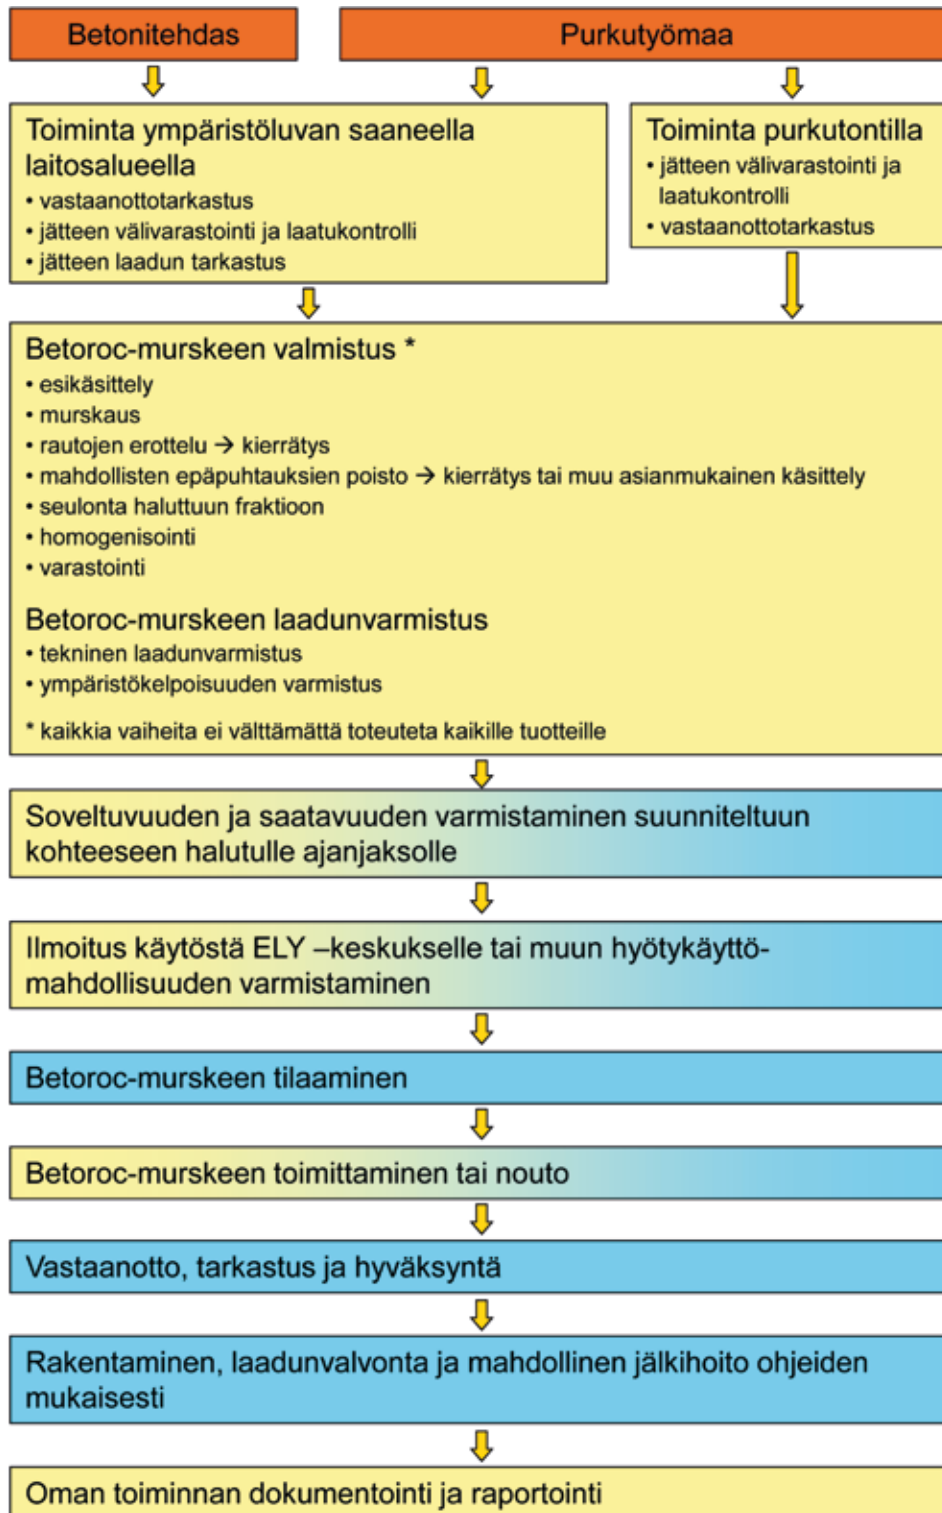 Betonitehdas
Purkutyömaa
Toiminta ympäristöluvan saaneella
laitosalueella
• vastaanottotarkastus
• jätteen välivarastointi ja laatukontrolli
• jätteen laadun tarkastus
Toiminta purkutontilla
• jätteen välivarastointi ja
laatukontrolli
• vastaanottotarkastus
Betoroc-murskeen valmistus *
• esikäsittely
• murskaus
• rautojen erottelu → kierrätys
• mahdollisten epäpuhtauksien poisto → kierrätys tai muu asianmukainen käsittely
• seulonta haluttuun fraktioon
• homogenisointi
• varastointi
Betoroc-murskeen laadunvarmistus
• tekninen laadunvarmistus
• ympäristökelpoisuuden varmistus
* kaikkia vaiheita ei välttämättä toteuteta kaikille tuotteille
Soveltuvuuden ja saatavuuden varmistaminen suunniteltuun
kohteeseen halutulle ajanjaksolle
Ilmoitus käytöstä ELY –keskukselle tai muun hyötykäyttö-
mahdollisuuden varmistaminen
Betoroc-murskeen tilaaminen
Betoroc-murskeen toimittaminen tai nouto
Vastaanotto, tarkastus ja hyväksyntä
Rakentaminen, laadunvalvonta ja mahdollinen jälkihoito ohjeiden
mukaisesti
Oman toiminnan dokumentointi ja raportointi